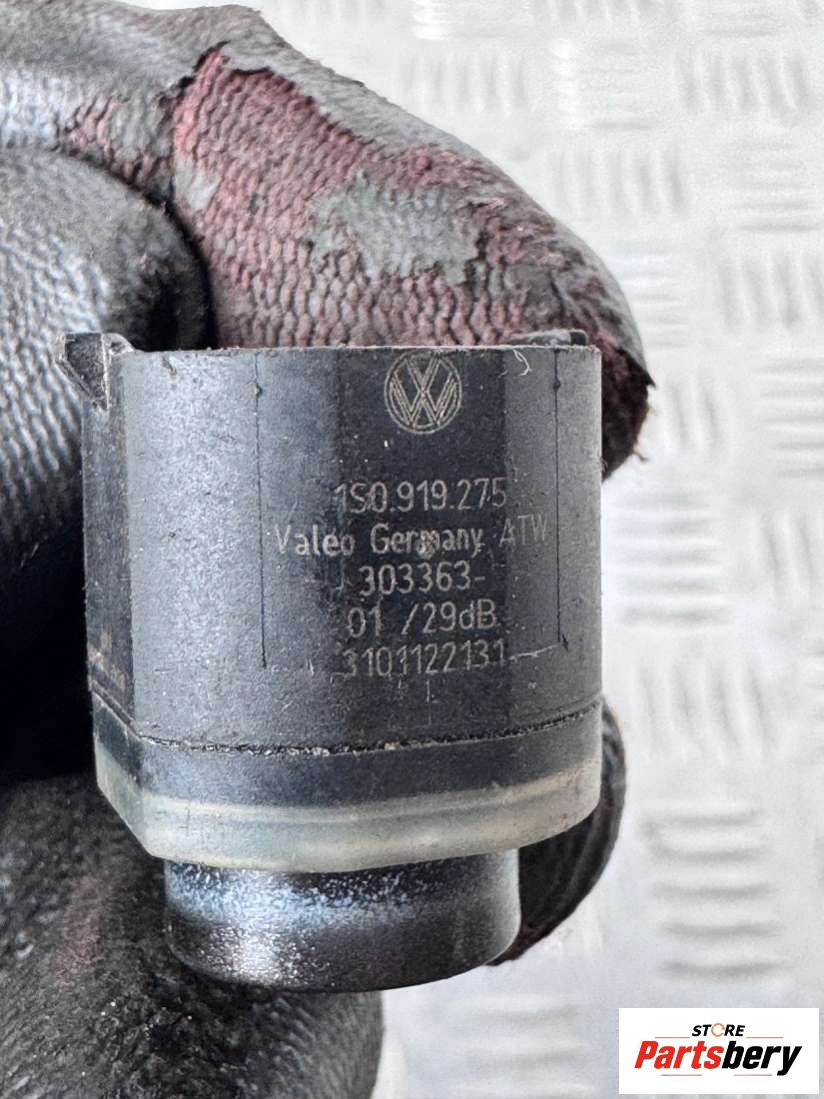 1S0.919.275
Valeo Germany ATW
303363-
01 /29dB
3101122131
STORE
Partsbery